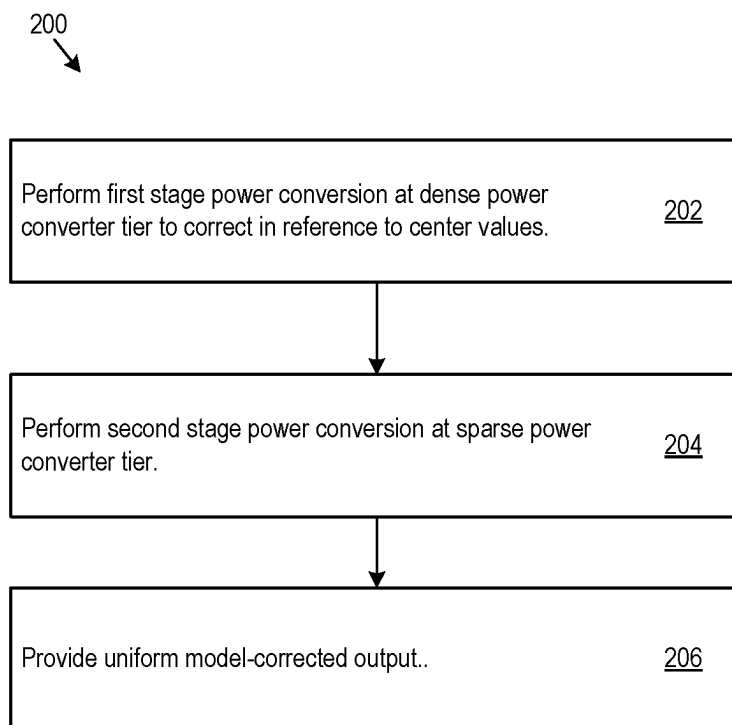 200
Perform first stage power conversion at dense power
converter tier to correct in reference to center values.
202
Perform second stage power conversion at sparse power
converter tier.
204
Provide uniform model-corrected output..
206